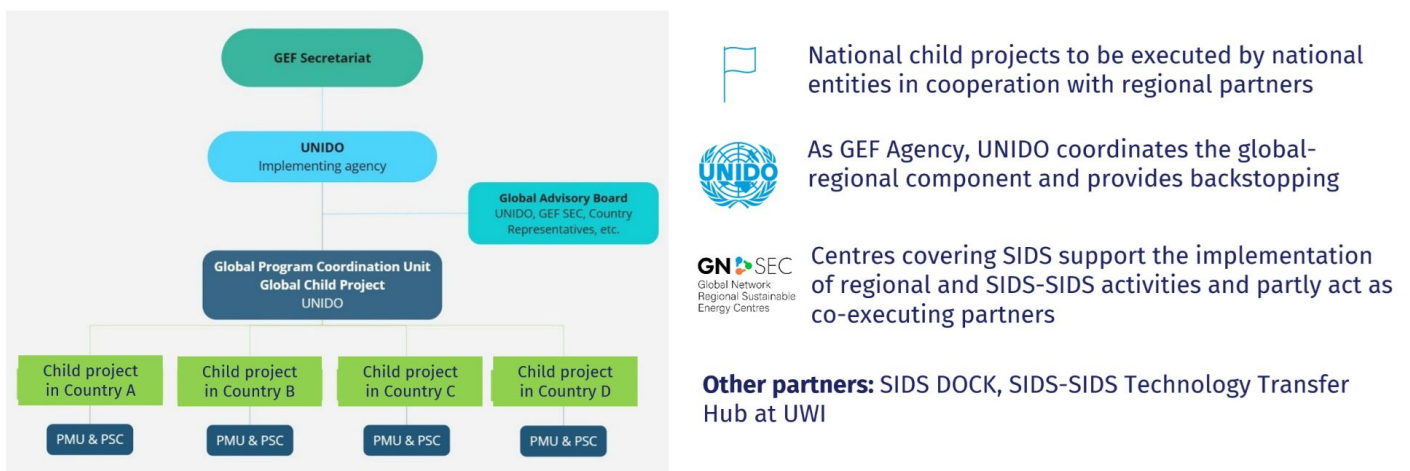 GEF Secretariat
UNIDO
Implementing agency
Global Advisory Board
UNIDO, GEF SEC, Country
Representatives, etc.
Global Program Coordination Unit
Global Child Project
UNIDO
Child project
in Country A
Child project
in Country B
Child project
in Country C
Child project
in Country D
PMU & PSC
PMU & PSC
PMU & PSC
PMU & PSC
National child projects to be executed by national
entities in cooperation with regional partners
UNIDO
As GEF Agency, UNIDO coordinates the global-
regional component and provides backstopping
GN SEC
Global Network
Regional Sustainable
Energy Centres
Centres covering SIDS support the implementation
of regional and SIDS-SIDS activities and partly act as
co-executing partners
Other partners: SIDS DOCK, SIDS-SIDS Technology Transfer
Hub at UWI